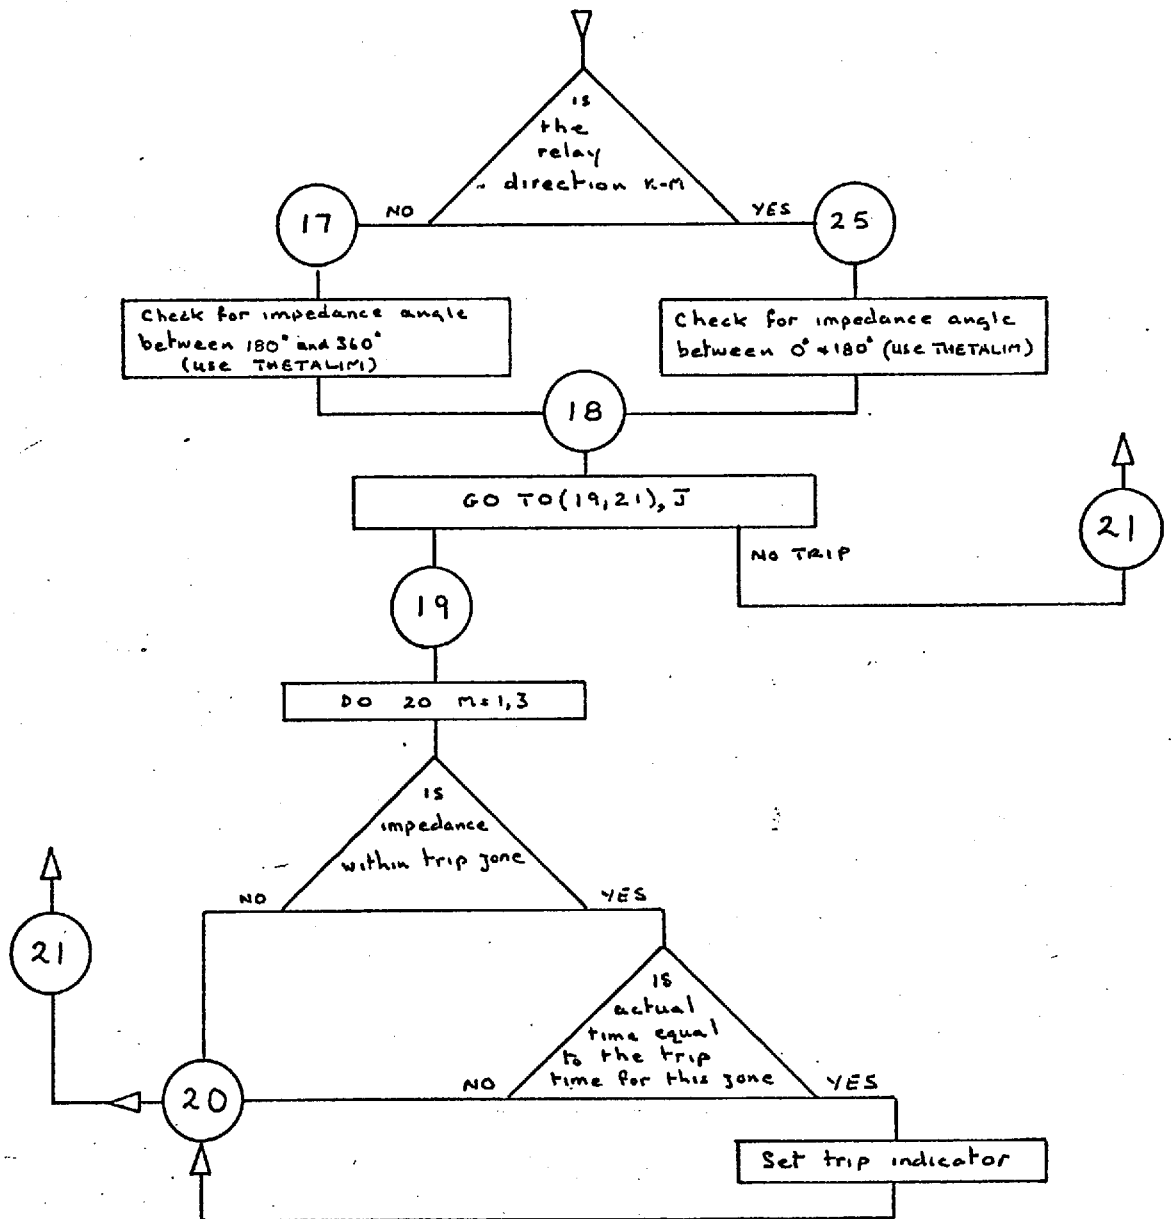 is
the
relay
direction K-M
NO
YES
17
25
Check for impedance angle
between 180° and 360°
(use THETALIM)
Check for impedance angle
between 0° & 180° (use THETALIM)
18
GO TO (19,21), J
NO TRIP
21
19
DO 20 M=1,3
is
impedance
within trip zone
NO
YES
21
is
actual
time equal
to the trip
time for this zone
NO
YES
20
Set trip indicator